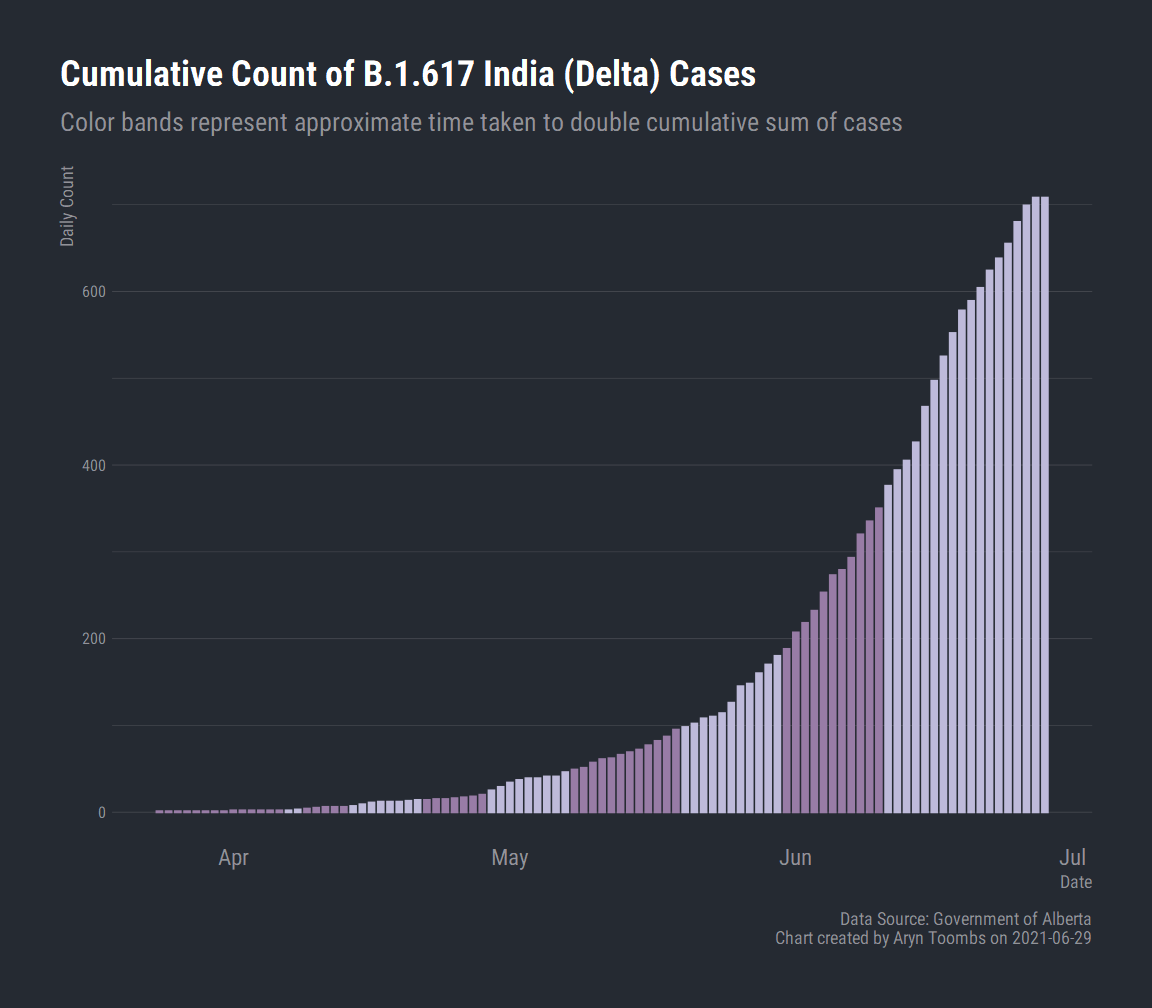 Cumulative Count of B.1.617 India (Delta) Cases
Color bands represent approximate time taken to double cumulative sum of cases
Daily Count
600
400
200
0
Apr
May
Jun
Jul
Date
Data Source: Government of Alberta
Chart created by Aryn Toombs on 2021-06-29